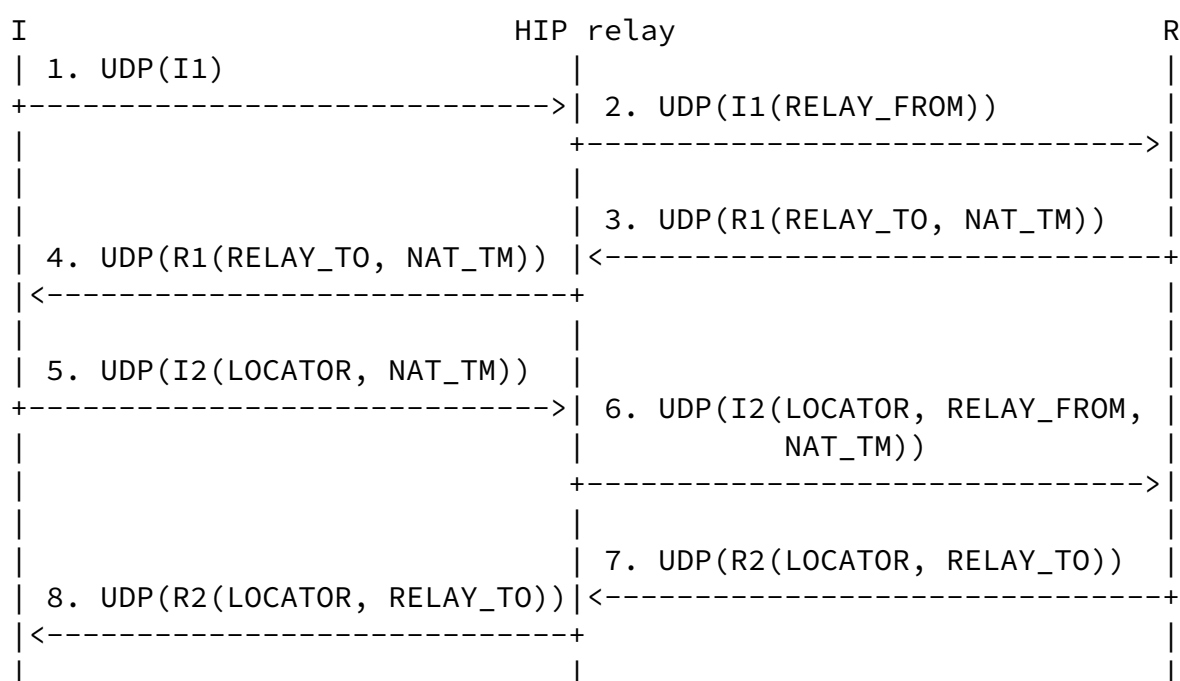 I HIP relay R
1. UDP(I1)
2. UDP(I1(RELAY_FROM))
3. UDP(R1(RELAY_TO, NAT_TM))
4. UDP(R1(RELAY_TO, NAT_TM))
5. UDP(I2(LOCATOR, NAT_TM))
6. UDP(I2(LOCATOR, RELAY_FROM,
NAT_TM))
7. UDP(R2(LOCATOR, RELAY_TO))
8. UDP(R2(LOCATOR, RELAY_TO))